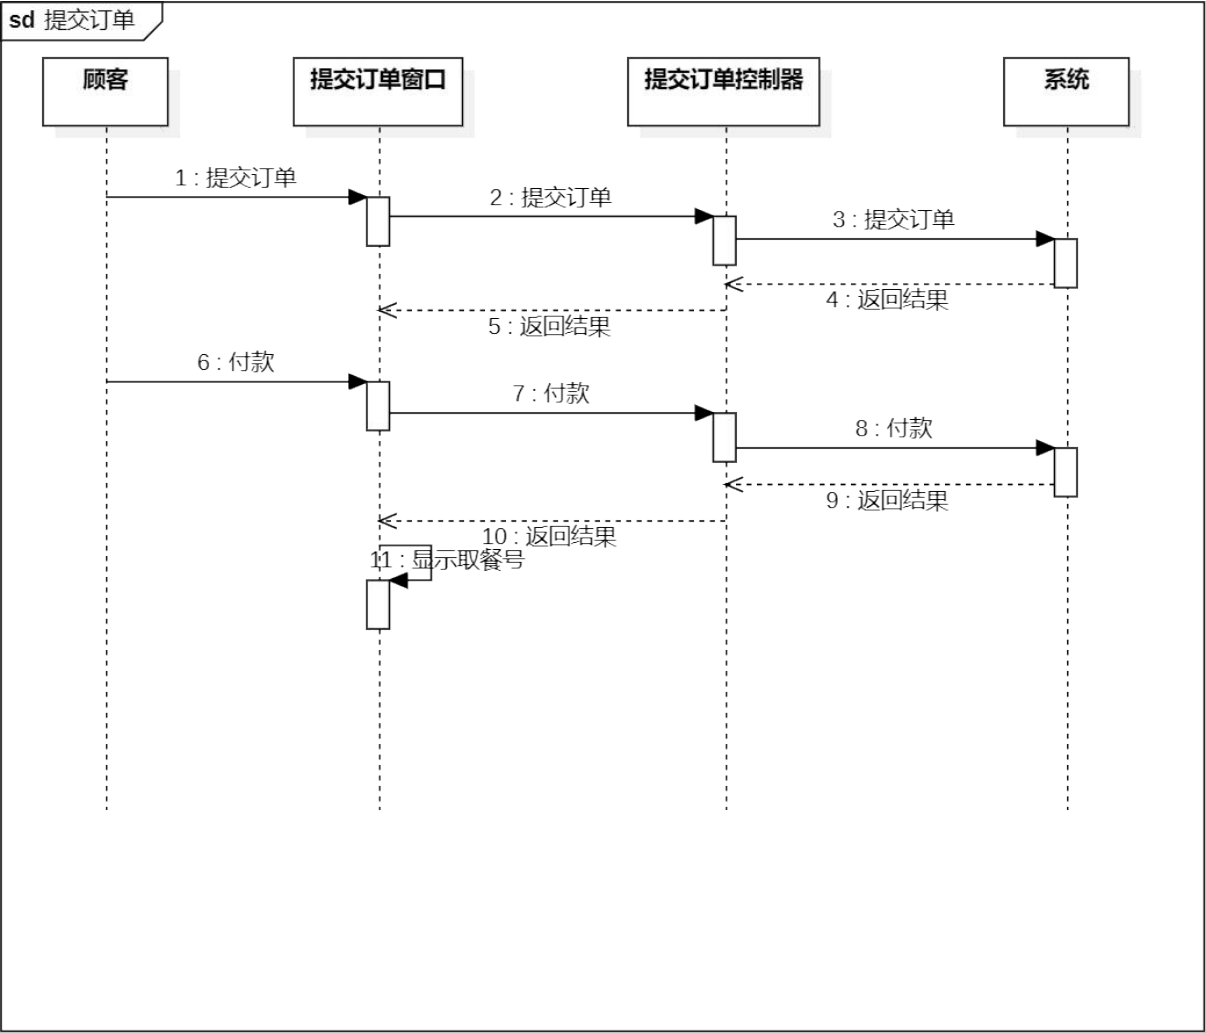 sd 提交订单
顾客
提交订单窗口
提交订单控制器
系统
1 : 提交订单
2 : 提交订单
3 : 提交订单
4 : 返回结果
5 : 返回结果
6 : 付款
7 : 付款
8 : 付款
9 : 返回结果
10 : 返回结果
11 : 显示取餐号